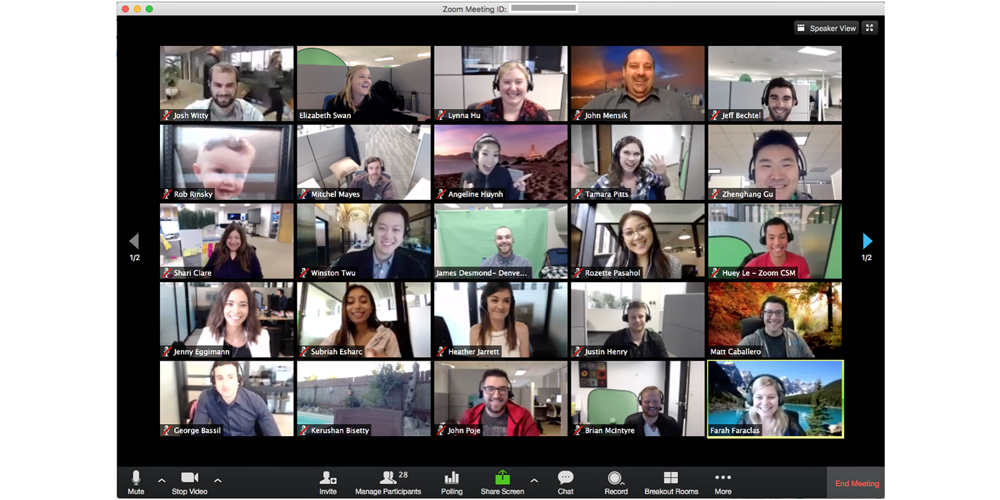 Zoom Meeting ID:
Speaker View
Josh Witty
Elizabeth Swan
Lynna Hu
John Mensik
Jeff Bechtel
Rob Rinsky
Mitchel Mayes
Angeline Huynh
Tamara Pitts
Zhenghang Gu
1/2
1/2
Shari Clare
Winston Twu
James Desmond- Denve...
Rozette Pasahol
Huey Le - Zoom CSM
Jenny Eggimann
Subriah Esharc
Heather Jarrett
Justin Henry
Matt Caballero
George Bassil
Kerushan Bisetty
John Poje
Brian McIntyre
Farah Faraclas
28
Mute
Stop Video
Invite
Manage Participants
Polling
Share Screen
Chat
Record
Breakout Rooms
More
End Meeting